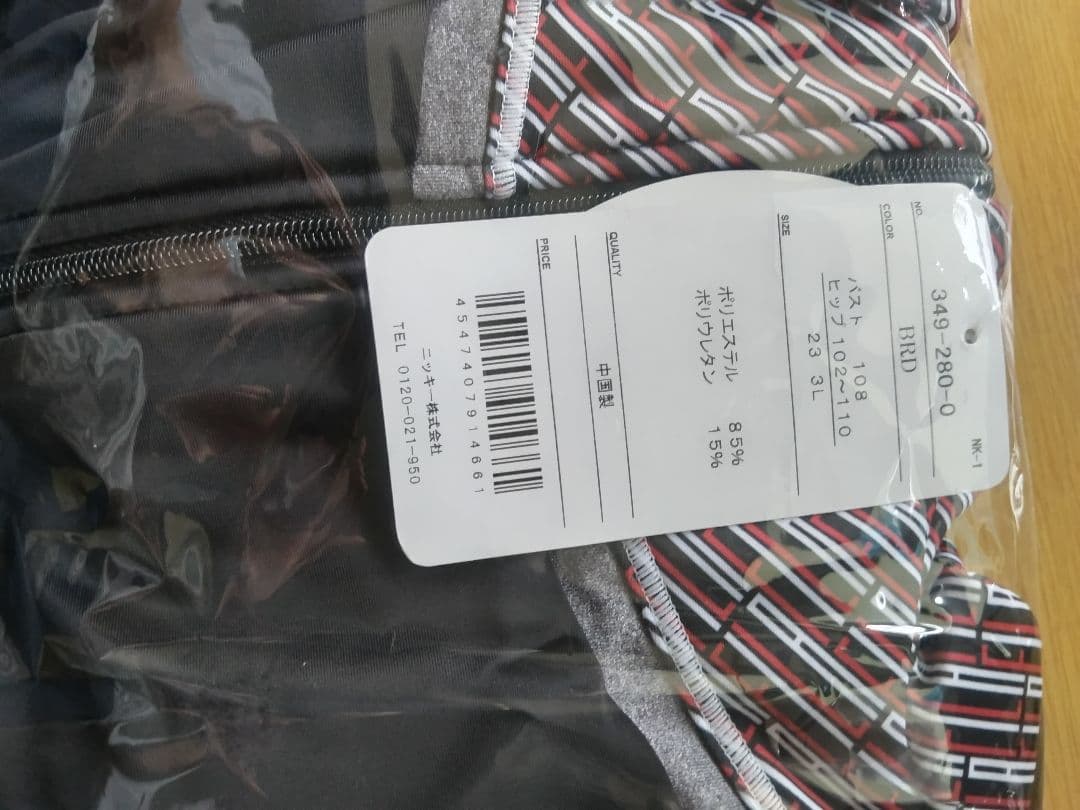 NK-1
NO. 349-280-0
COLOR BRD
SIZE
バスト 108
ヒップ 102～110
23 3L
ポリエステル 85%
ポリウレタン 15%
QUALITY
中国製
PRICE
4547407914661
ニッキー株式会社
TEL 0120-021-950